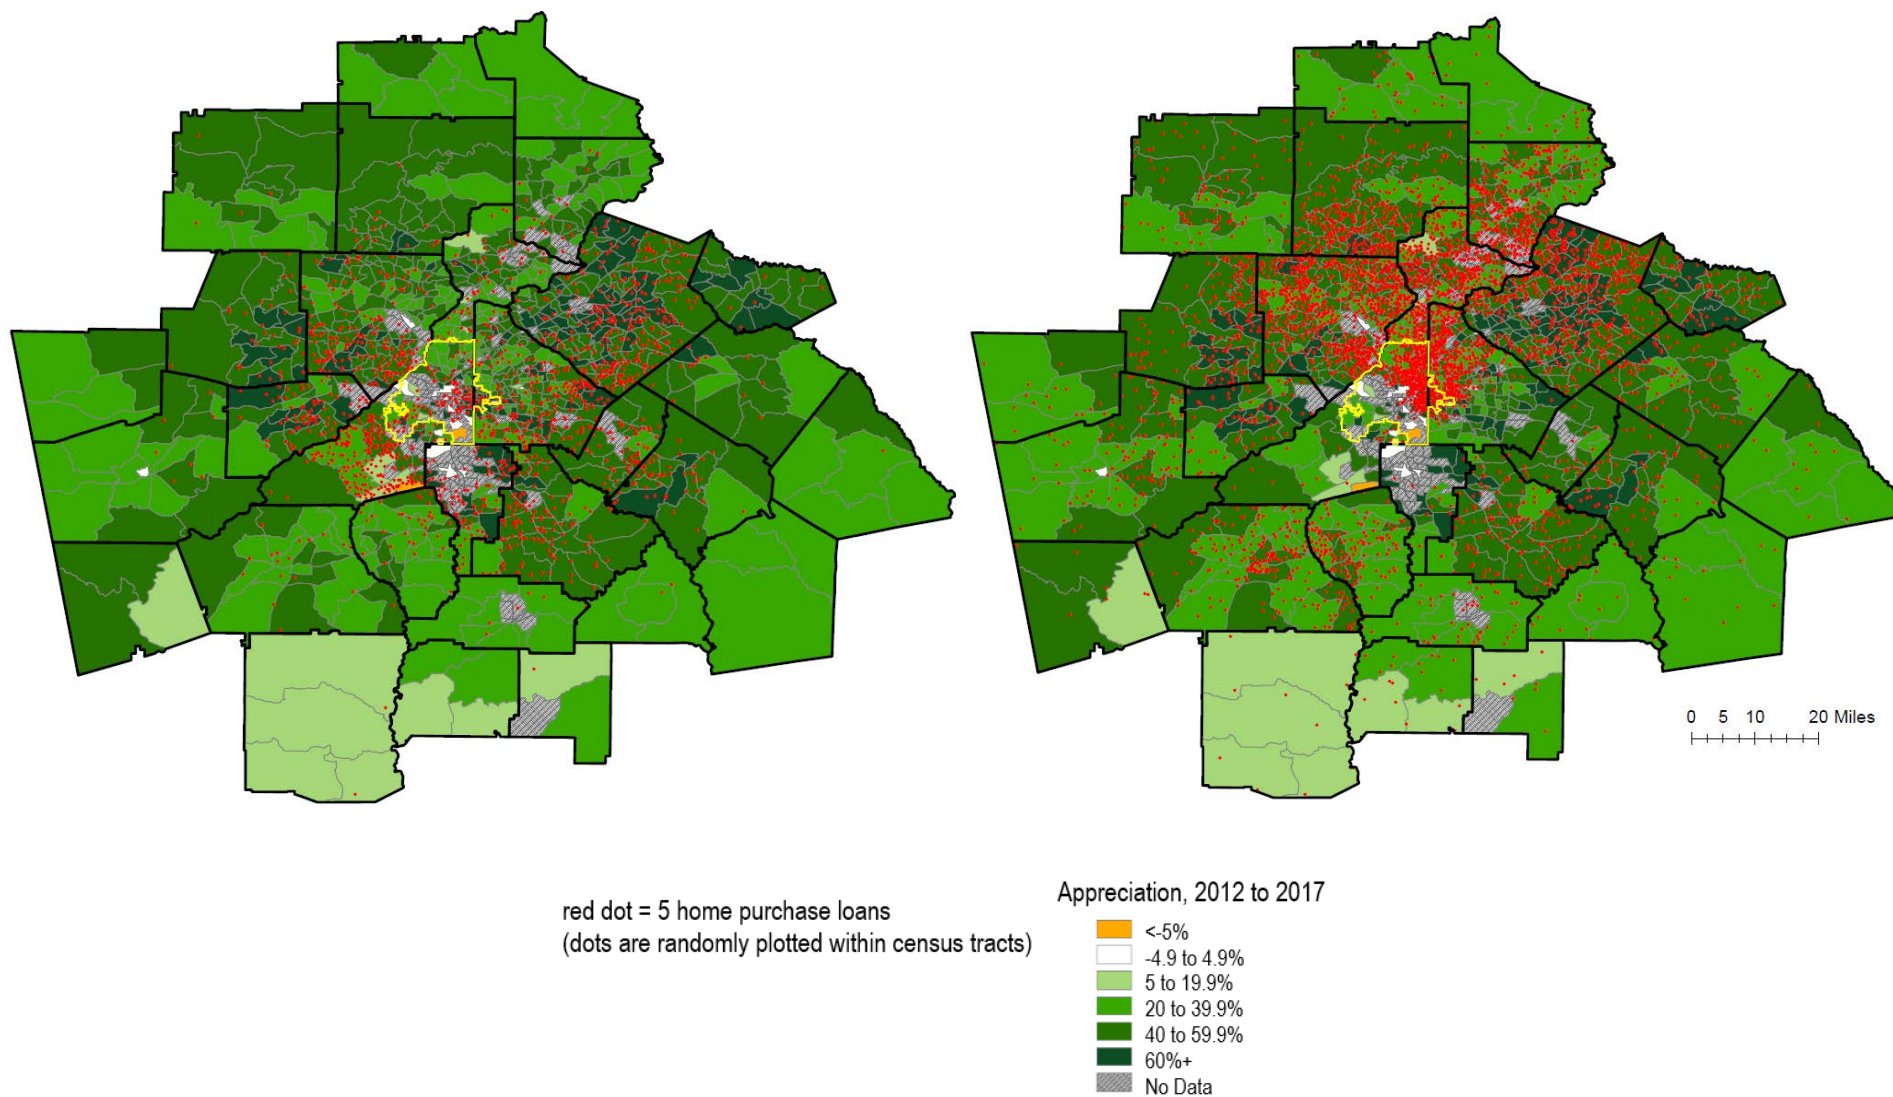 0 5 10 20 Miles
red dot = 5 home purchase loans
(dots are randomly plotted within census tracts)
Appreciation, 2012 to 2017
<-5%
-4.9 to 4.9%
5 to 19.9%
20 to 39.9%
40 to 59.9%
60%+
No Data